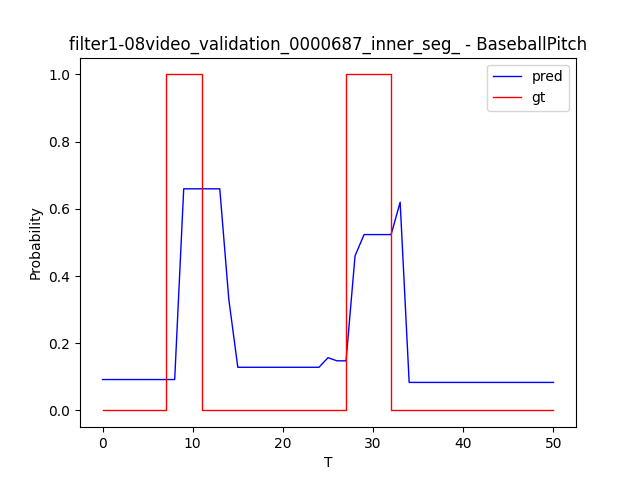 filter1-08video_validation_0000687_inner_seg_ - BaseballPitch
pred
gt
1.0
0.8
0.6
0.4
0.2
0.0
Probability
0
10
20
30
40
50
T